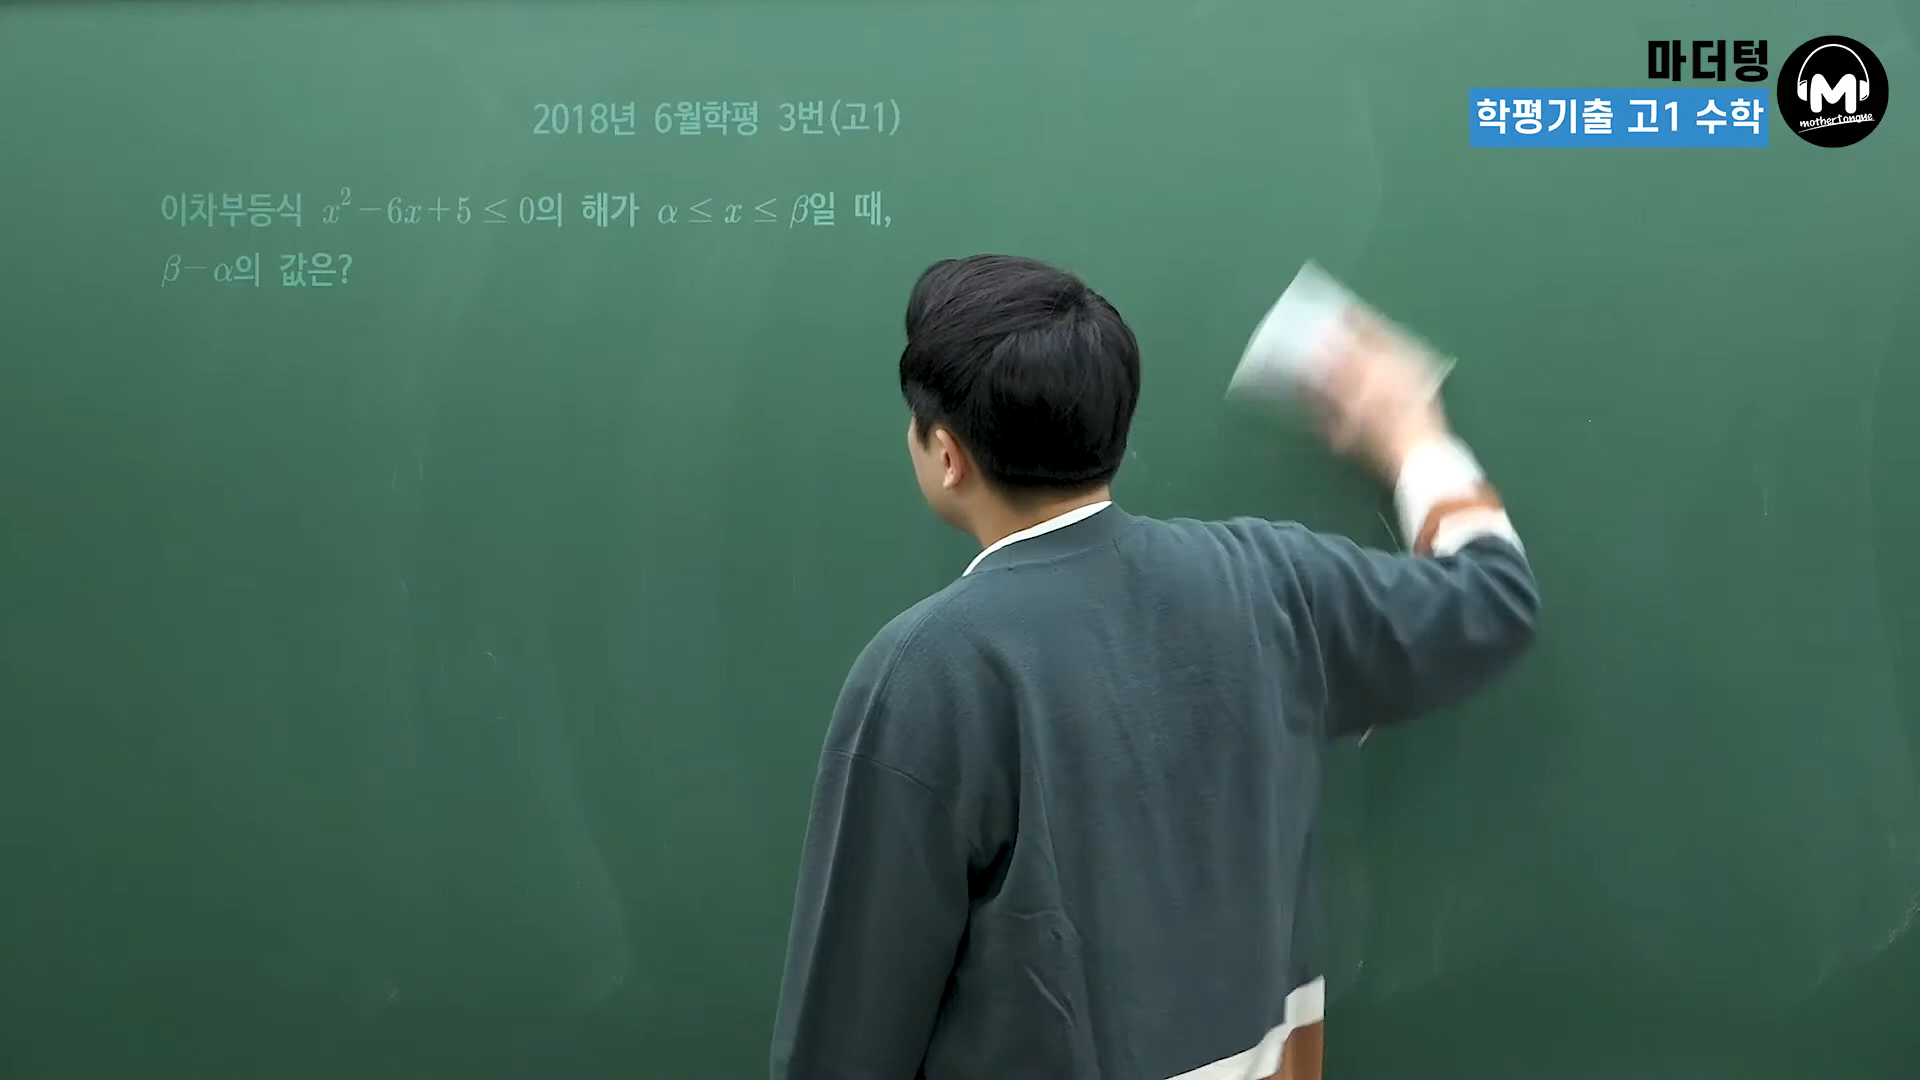 마더텅
학평기출 고1 수학
mothertongue
2018년 6월학평 3번(고1)
이차부등식 x²-6x+5≤0의 해가 α≤x≤β일 때,
β-α의 값은?